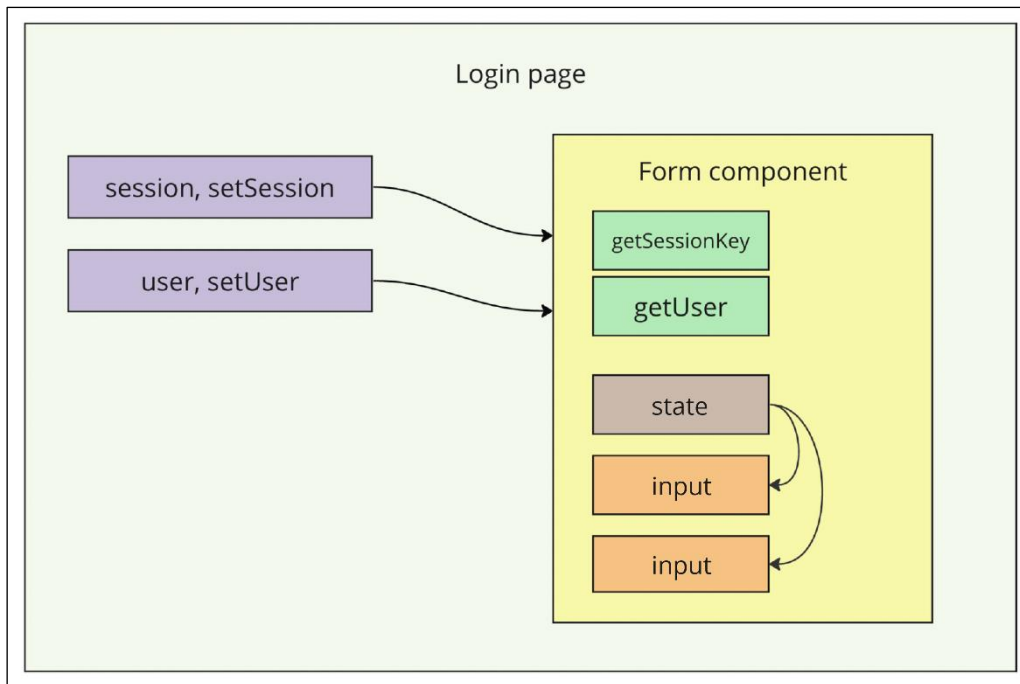 Login page
session, setSession
user, setUser
Form component
getSessionKey
getUser
state
input
input